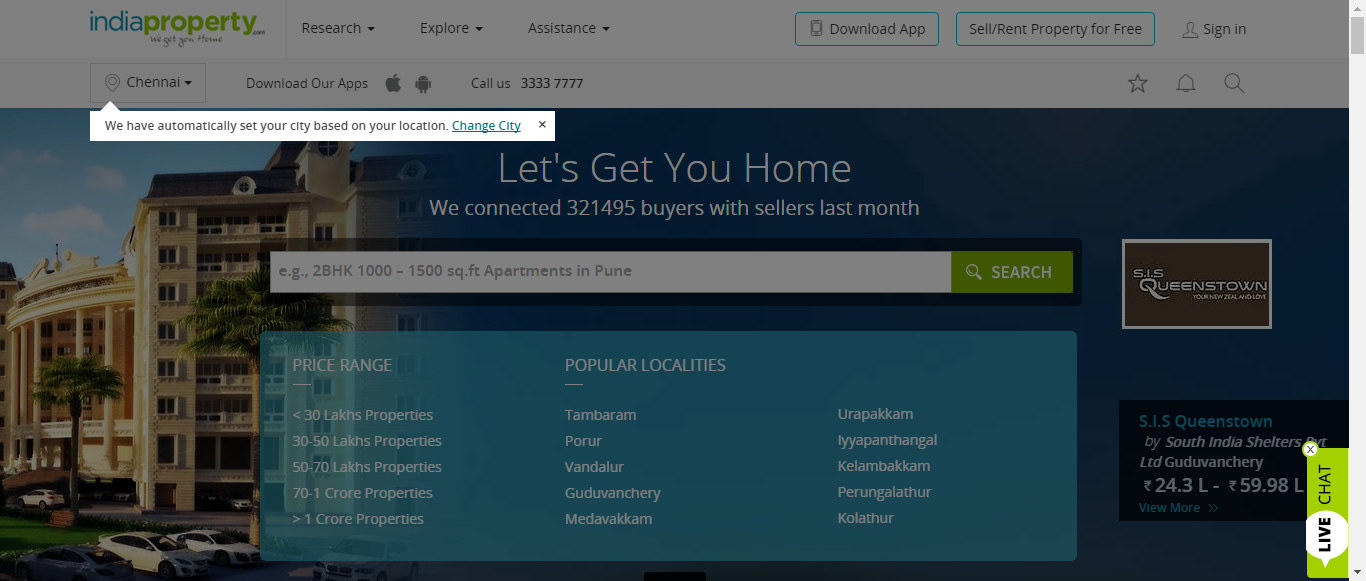 indiaproperty.com
We get you Home
Research
Explore
Assistance
Download App
Sell/Rent Property for Free
Sign in
Chennai
Download Our Apps
Call us 3333 7777
We have automatically set your city based on your location. Change City ×
Let's Get You Home
We connected 321495 buyers with sellers last month
e.g., 2BHK 1000 – 1500 sq.ft Apartments in Pune
SEARCH
S.I.S
QUEENSTOWN
YOUR NEW ZEAL AND LOVE
PRICE RANGE
< 30 Lakhs Properties
30-50 Lakhs Properties
50-70 Lakhs Properties
70-1 Crore Properties
> 1 Crore Properties
POPULAR LOCALITIES
Tambaram
Porur
Vandalur
Guduvanchery
Medavakkam
Urapakkam
Iyyapanthangal
Kelambakkam
Perungalathur
Kolathur
S.I.S Queenstown
by South India Shelters Pvt
Ltd Guduvanchery
₹ 24.3 L - ₹ 59.98 L
View More »
X
LIVE CHAT